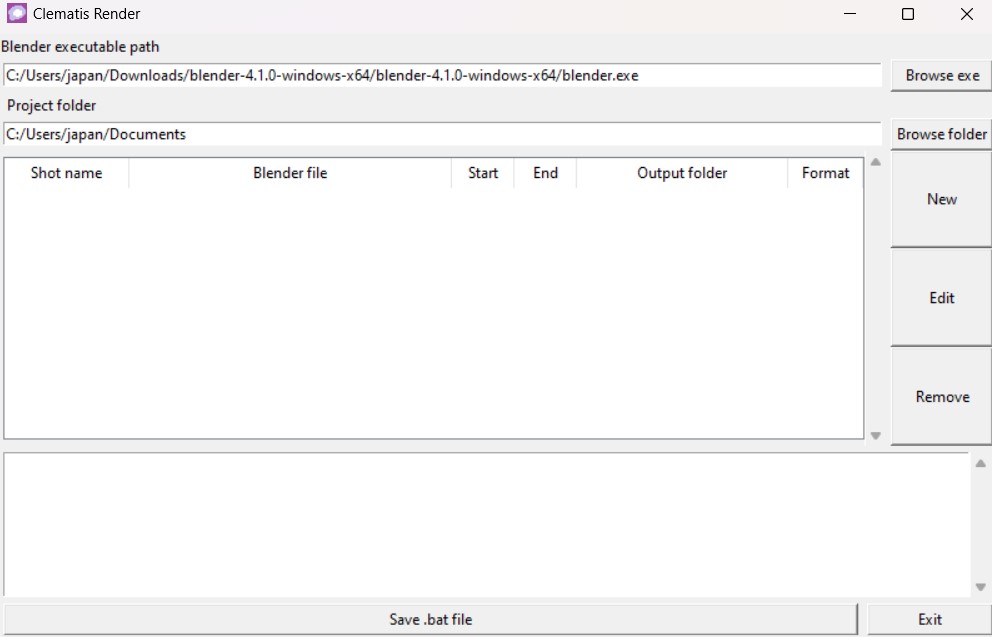 Clematis Render
Blender executable path
C:/Users/japan/Downloads/blender-4.1.0-windows-x64/blender-4.1.0-windows-x64/blender.exe
Browse exe
Project folder
C:/Users/japan/Documents
Browse folder
Shot name Blender file Start End Output folder Format
New
Edit
Remove
Save .bat file
Exit